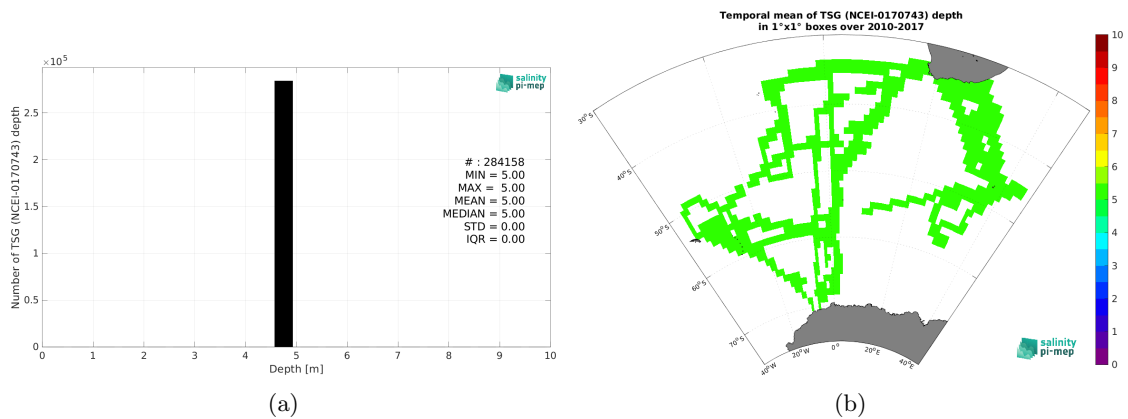 ×10⁵
2.5
2
1.5
1
0.5
0
Number of TSG (NCEI-0170743) depth
0 1 2 3 4 5 6 7 8 9 10
Depth [m]
salinity
pi-mep
# : 284158
MIN = 5.00
MAX = 5.00
MEAN = 5.00
MEDIAN = 5.00
STD = 0.00
IQR = 0.00
(a)
Temporal mean of TSG (NCEI-0170743) depth
in 1°x1° boxes over 2010-2017
30°S
40°S
50°S
60°S
70°S
40°W
20°W
0°
20°E
40°E
10
9
8
7
6
5
4
3
2
1
0
salinity
pi-mep
(b)